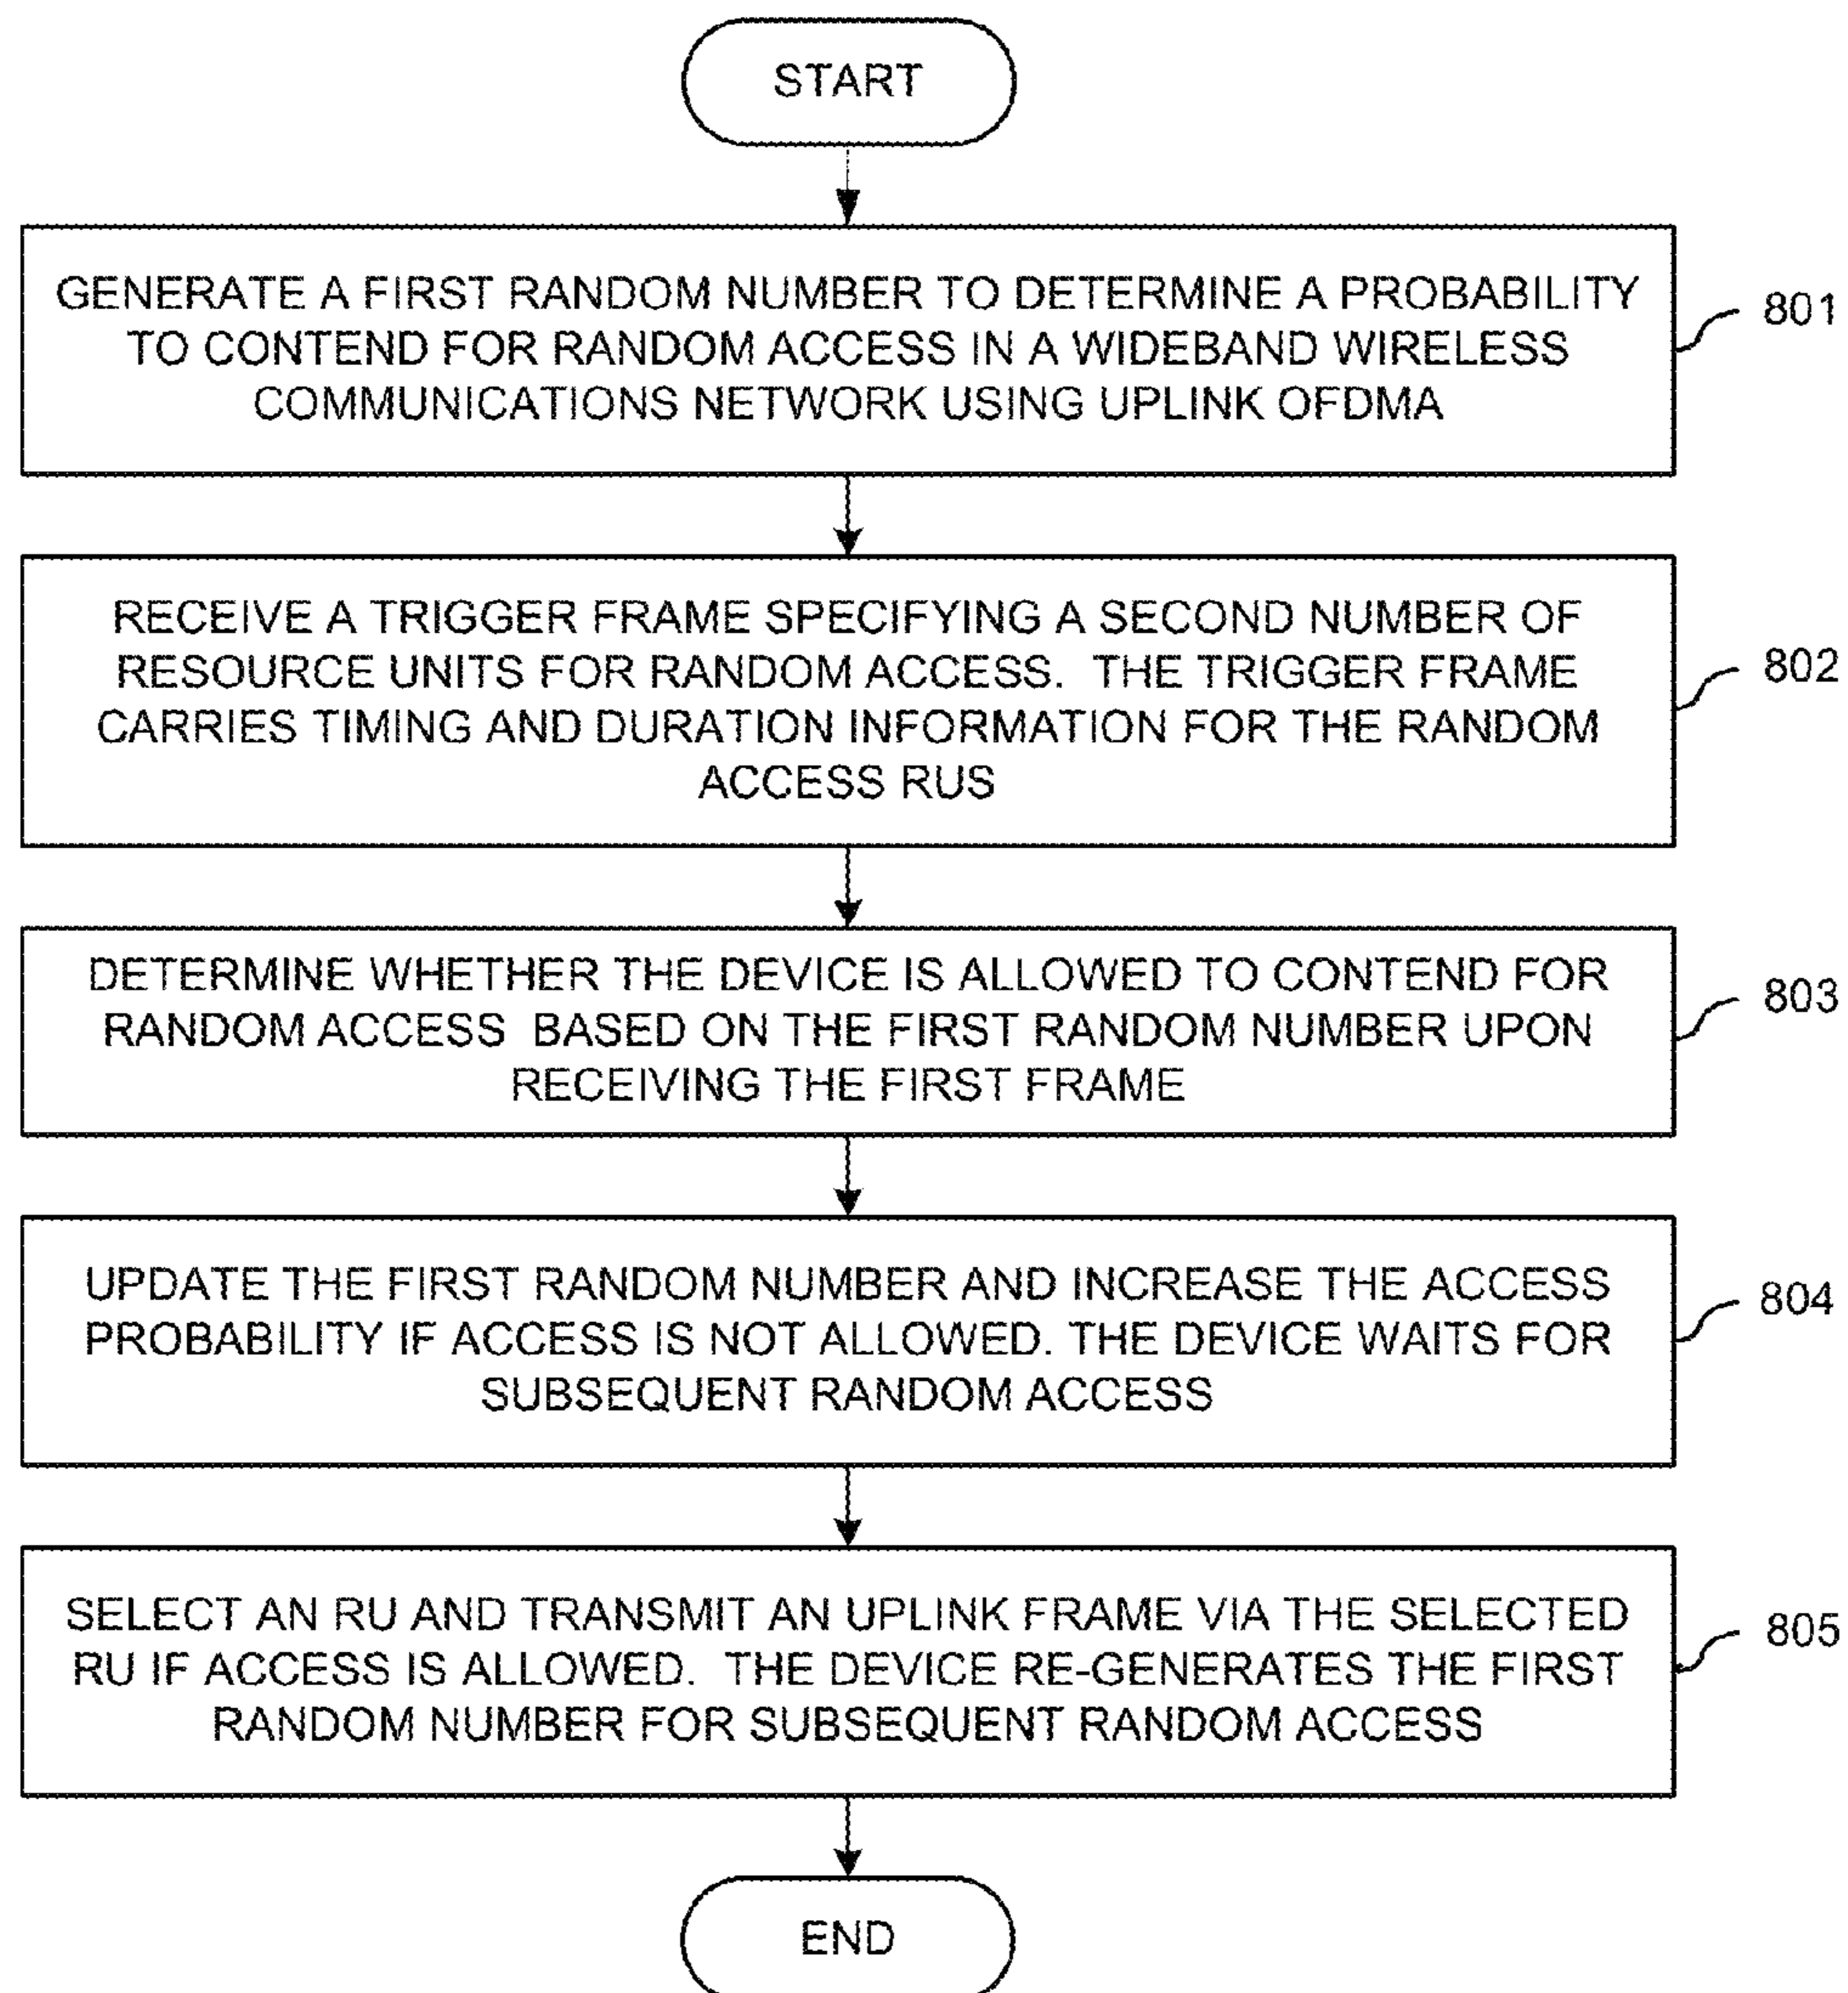 START
GENERATE A FIRST RANDOM NUMBER TO DETERMINE A PROBABILITY
TO CONTEND FOR RANDOM ACCESS IN A WIDEBAND WIRELESS
COMMUNICATIONS NETWORK USING UPLINK OFDMA
801
RECEIVE A TRIGGER FRAME SPECIFYING A SECOND NUMBER OF
RESOURCE UNITS FOR RANDOM ACCESS. THE TRIGGER FRAME
CARRIES TIMING AND DURATION INFORMATION FOR THE RANDOM
ACCESS RUS
802
DETERMINE WHETHER THE DEVICE IS ALLOWED TO CONTEND FOR
RANDOM ACCESS BASED ON THE FIRST RANDOM NUMBER UPON
RECEIVING THE FIRST FRAME
803
UPDATE THE FIRST RANDOM NUMBER AND INCREASE THE ACCESS
PROBABILITY IF ACCESS IS NOT ALLOWED. THE DEVICE WAITS FOR
SUBSEQUENT RANDOM ACCESS
804
SELECT AN RU AND TRANSMIT AN UPLINK FRAME VIA THE SELECTED
RU IF ACCESS IS ALLOWED. THE DEVICE RE-GENERATES THE FIRST
RANDOM NUMBER FOR SUBSEQUENT RANDOM ACCESS
805
END